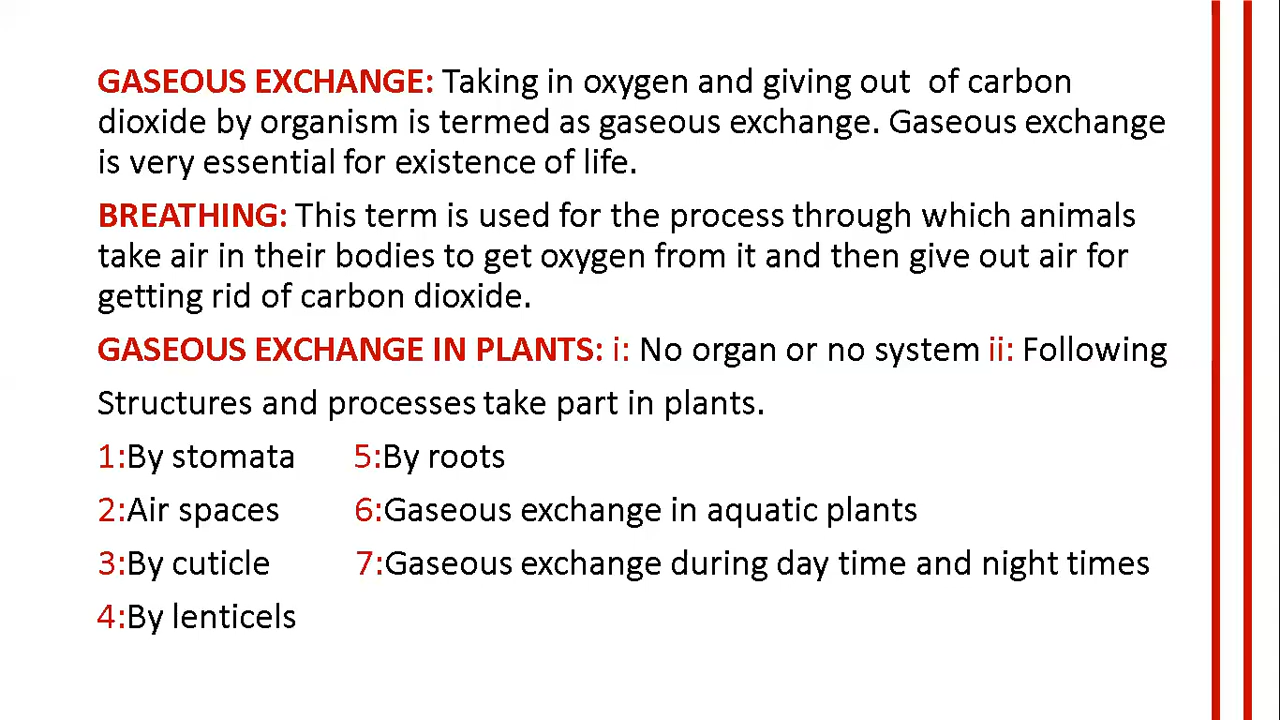 GASEOUS EXCHANGE: Taking in oxygen and giving out  of carbon
dioxide by organism is termed as gaseous exchange. Gaseous exchange
is very essential for existence of life.
BREATHING: This term is used for the process through which animals
take air in their bodies to get oxygen from it and then give out air for
getting rid of carbon dioxide.
GASEOUS EXCHANGE IN PLANTS: i: No organ or no system ii: Following
Structures and processes take part in plants.
1:By stomata 5:By roots
2:Air spaces 6:Gaseous exchange in aquatic plants
3:By cuticle 7:Gaseous exchange during day time and night times
4:By lenticels